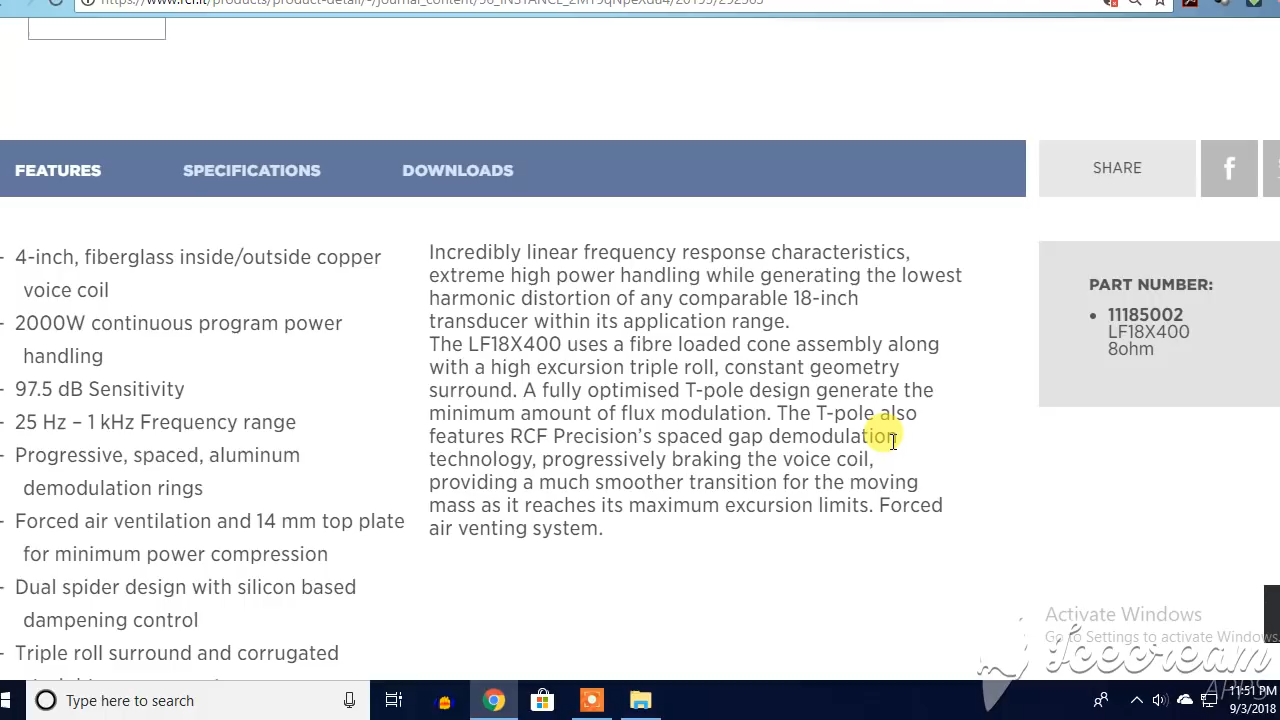 FEATURES
SPECIFICATIONS
DOWNLOADS
SHARE
f
- 4-inch, fiberglass inside/outside copper
voice coil
- 2000W continuous program power
handling
- 97.5 dB Sensitivity
- 25 Hz – 1 kHz Frequency range
- Progressive, spaced, aluminum
demodulation rings
- Forced air ventilation and 14 mm top plate
for minimum power compression
- Dual spider design with silicon based
dampening control
- Triple roll surround and corrugated
Incredibly linear frequency response characteristics,
extreme high power handling while generating the lowest
harmonic distortion of any comparable 18-inch
transducer within its application range.
The LF18X400 uses a fibre loaded cone assembly along
with a high excursion triple roll, constant geometry
surround. A fully optimised T-pole design generate the
minimum amount of flux modulation. The T-pole also
features RCF Precision's spaced gap demodulation
technology, progressively braking the voice coil,
providing a much smoother transition for the moving
mass as it reaches its maximum excursion limits. Forced
air venting system.
PART NUMBER:
• 11185002
LF18X400
8ohm
Activate Windows
Go to Settings to activate Windows.
Icecream
APPS
Type here to search
11:51 PM
9/3/2018